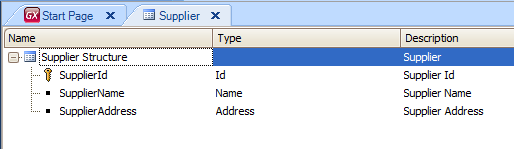 GX Start Page X Supplier X
Name Type Description
Supplier Structure Supplier
SupplierId Id Supplier Id
SupplierName Name Supplier Name
SupplierAddress Address Supplier Address